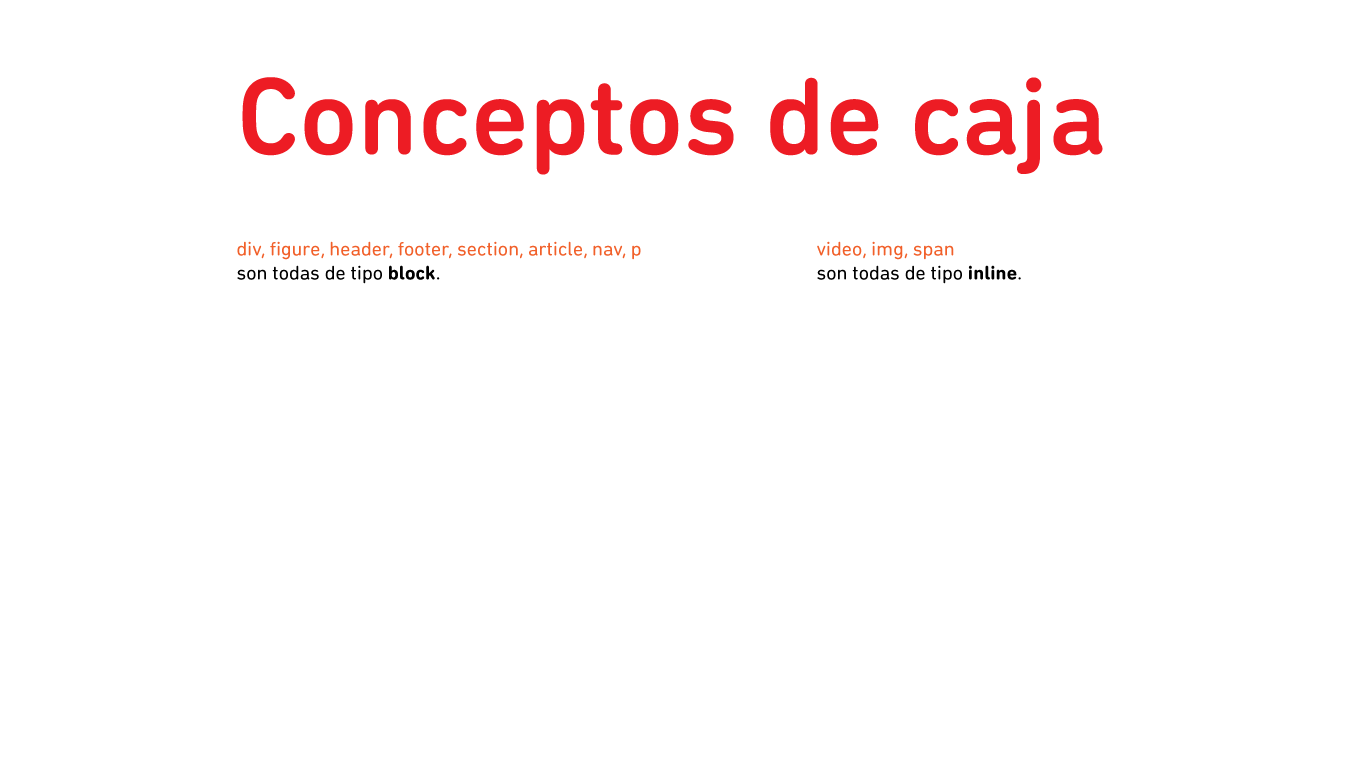 Conceptos de caja
div, figure, header, footer, section, article, nav, p
son todas de tipo block.
video, img, span
son todas de tipo inline.